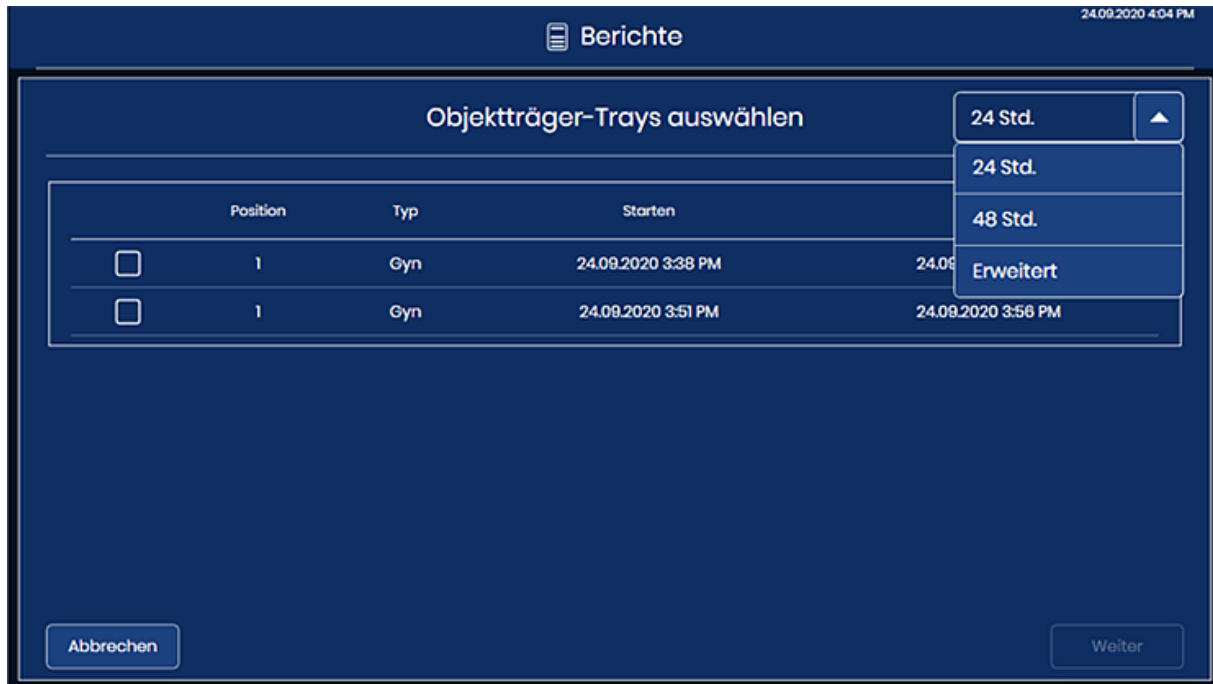 24.09.2020 4:04 PM
Berichte
Objektträger-Trays auswählen
24 Std.
24 Std.
48 Std.
Erweitert
Position Typ Starten
1 Gyn 24.09.2020 3:38 PM 24.09
1 Gyn 24.09.2020 3:51 PM 24.09.2020 3:56 PM
Abbrechen
Weiter